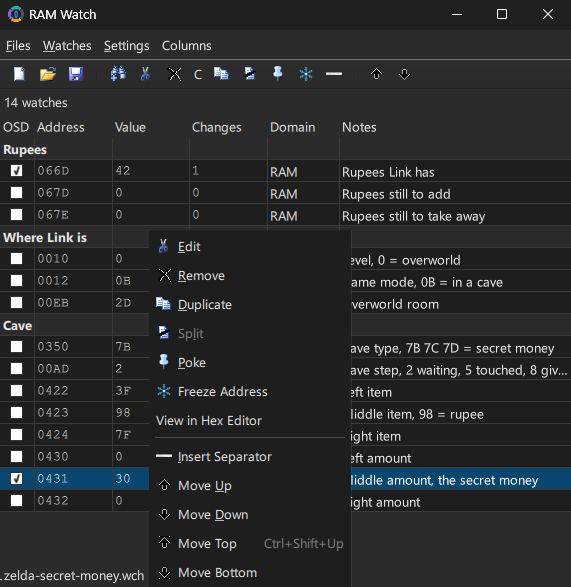 RAM Watch
Files Watches Settings Columns
C
14 watches
OSD Address Value Changes Domain Notes
Rupees
066D 42 1 RAM Rupees Link has
067D 0 0 RAM Rupees still to add
067E 0 0 RAM Rupees still to take away
Where Link is
0010 0 evel, 0 = overworld
0012 0B ame mode, 0B = in a cave
00EB 2D verworld room
Cave
0350 7B ave type, 7B 7C 7D = secret money
00AD 2 ave step, 2 waiting, 5 touched, 8 giv...
0422 3F eft item
0423 98 iddle item, 98 = rupee
0424 7F ight item
0430 0 eft amount
0431 30 iddle amount, the secret money
0432 0 ight amount
Edit
Remove
Duplicate
Split
Poke
Freeze Address
View in Hex Editor
Insert Separator
Move Up
Move Down
Move Top Ctrl+Shift+Up
Move Bottom
zelda-secret-money.wch